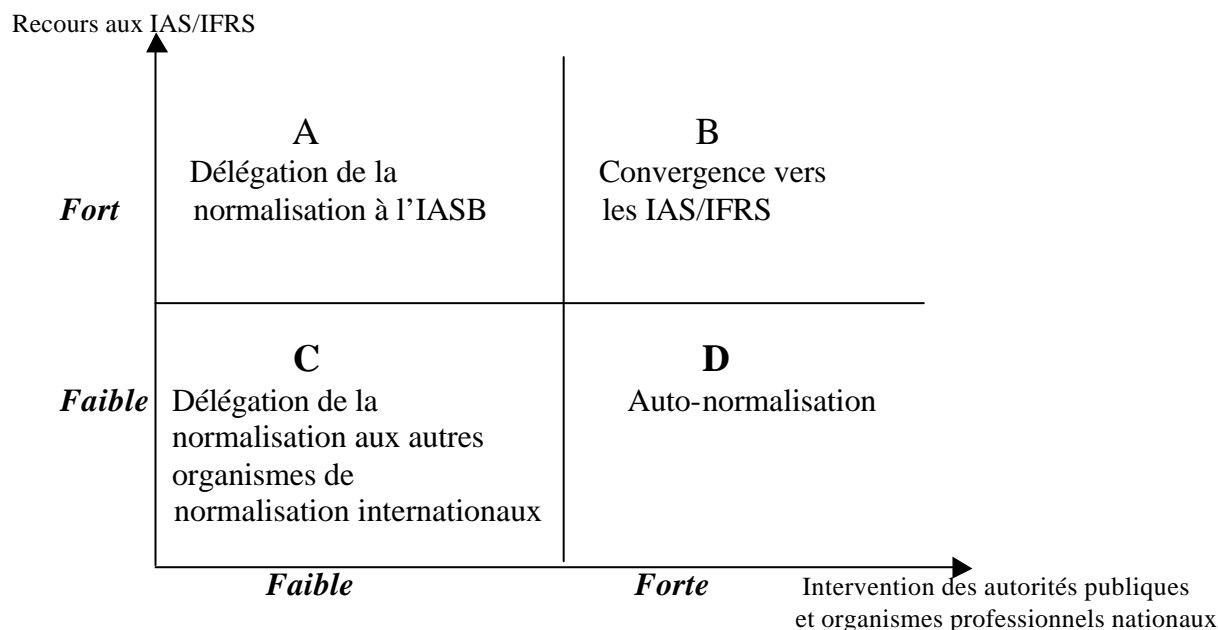 Recours aux IAS/IFRS
A
Délégation de la
normalisation à l'IASB
B
Convergence vers
les IAS/IFRS
Fort
C
Délégation de la
normalisation aux autres
organismes de
normalisation internationaux
D
Auto-normalisation
Faible
Faible
Forte
Intervention des autorités publiques
et organismes professionnels nationaux